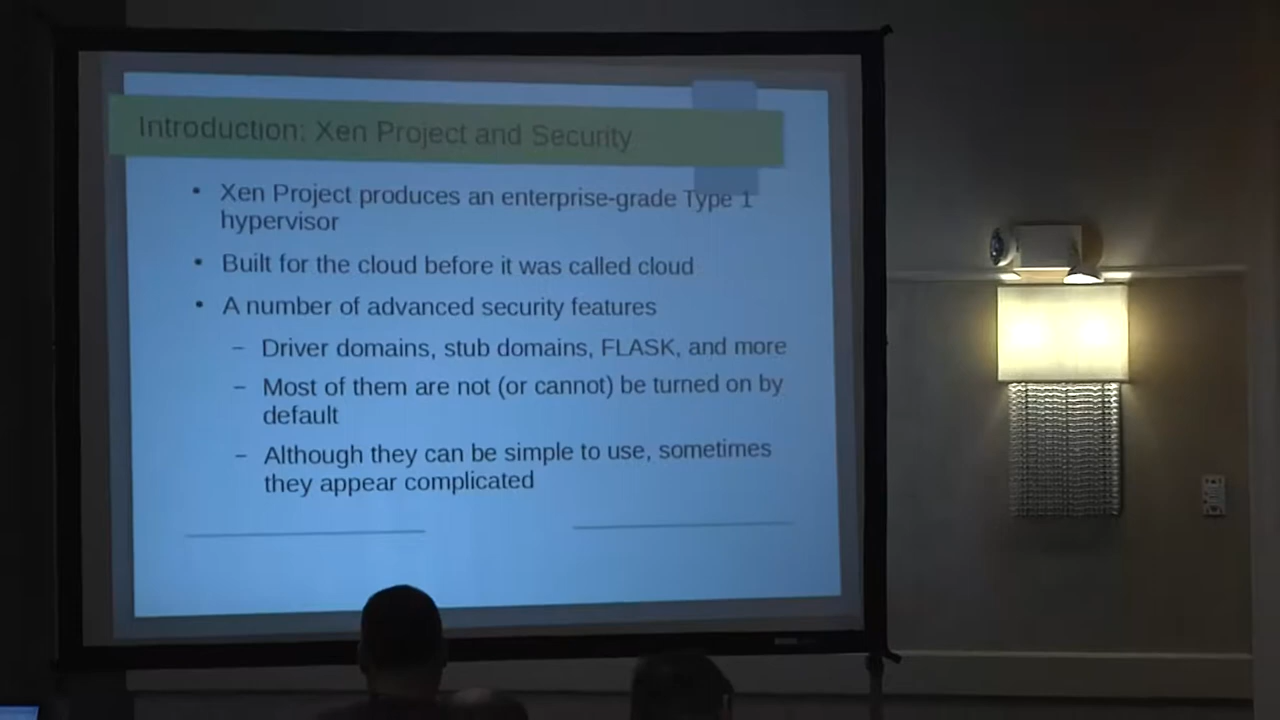 Introduction: Xen Project and Security
• Xen Project produces an enterprise-grade Type 1
hypervisor
• Built for the cloud before it was called cloud
• A number of advanced security features
– Driver domains, stub domains, FLASK, and more
– Most of them are not (or cannot) be turned on by
default
– Although they can be simple to use, sometimes
they appear complicated